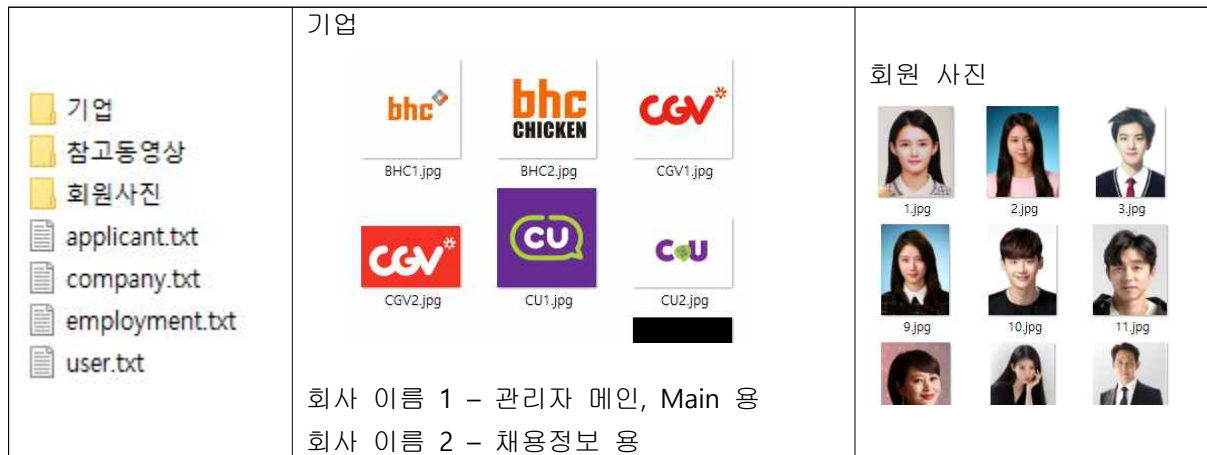 기업
참고동영상
회원사진
applicant.txt
company.txt
employment.txt
user.txt
기업
bhc
bhc CHICKEN
CGV
BHC1.jpg
BHC2.jpg
CGV1.jpg
CGV
CU
CU
CGV2.jpg
CU1.jpg
CU2.jpg
회사 이름 1 – 관리자 메인, Main 용
회사 이름 2 – 채용정보 용
회원 사진
1.jpg
2.jpg
3.jpg
9.jpg
10.jpg
11.jpg